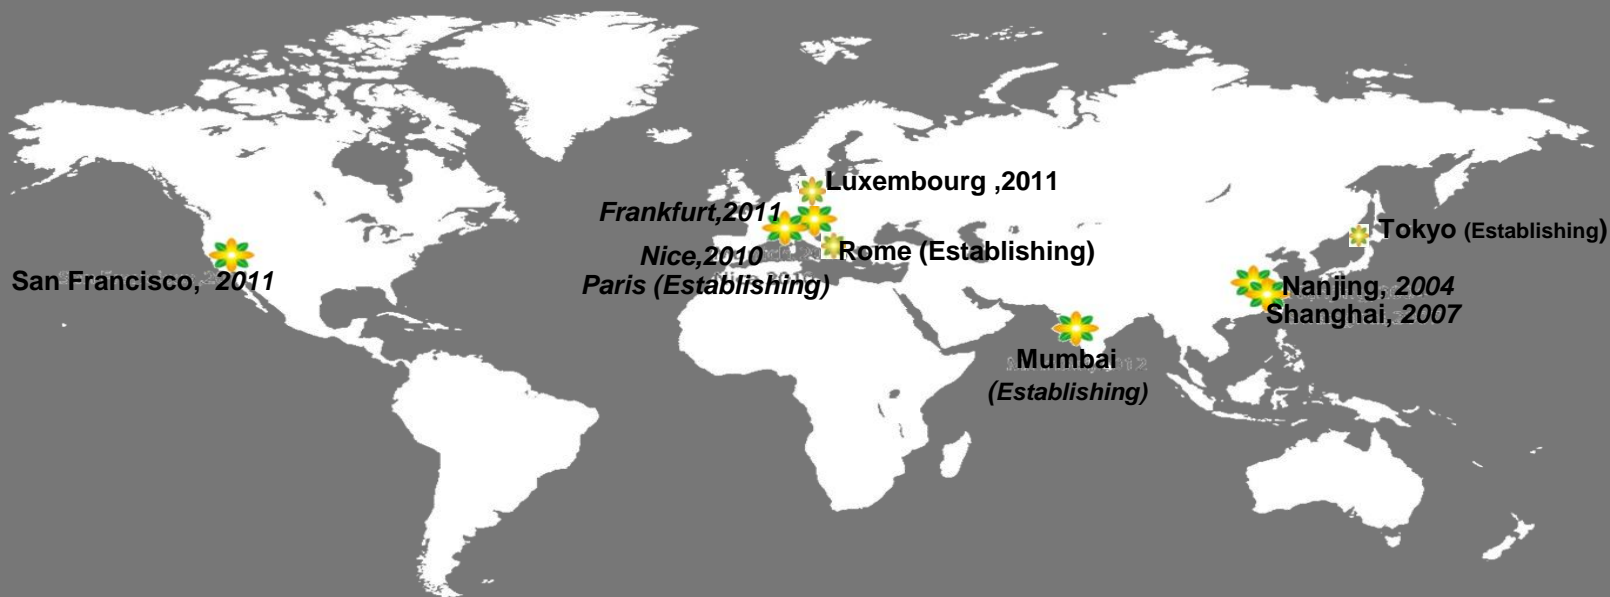 Luxembourg ,2011
Frankfurt,2011
Tokyo (Establishing)
Nice,2010
Rome (Establishing)
San Francisco, 2011
Paris (Establishing)
Nanjing, 2004
Shanghai, 2007
Mumbai
(Establishing)